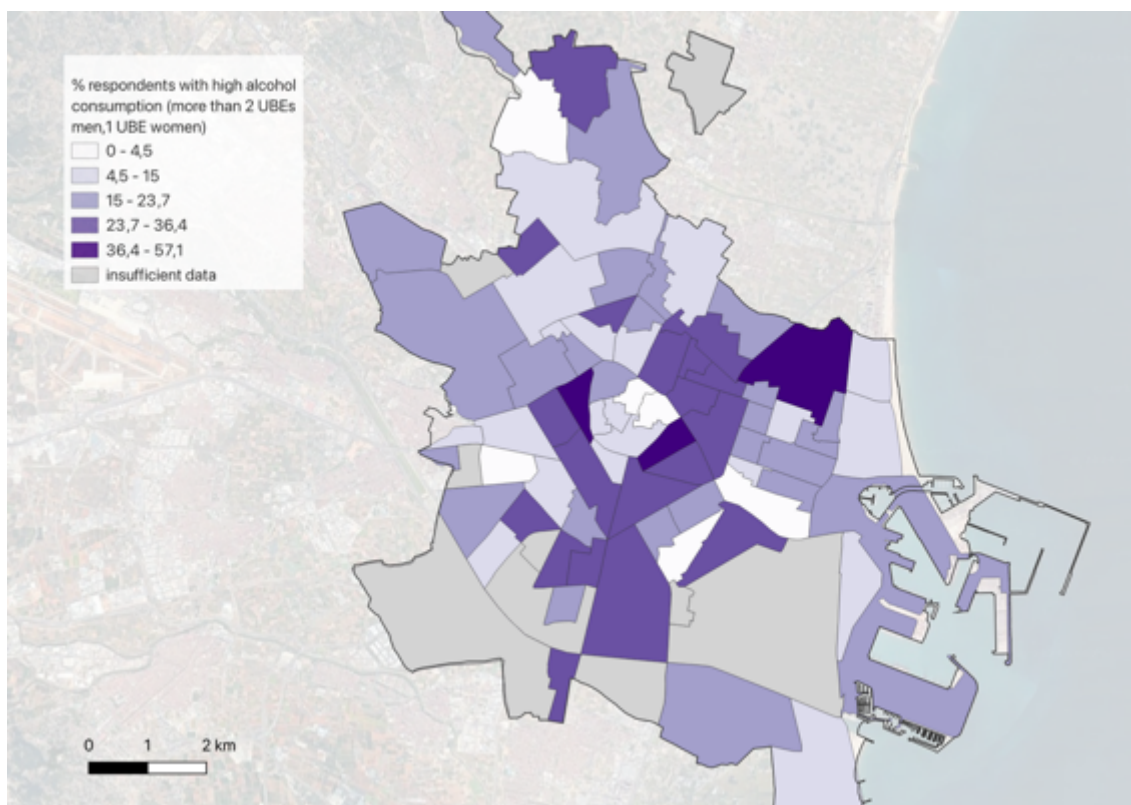 % respondents with high alcohol
consumption (more than 2 UBEs
men,1 UBE women)
0 - 4,5
4,5 - 15
15 - 23,7
23,7 - 36,4
36,4 - 57,1
insufficient data
0 1 2 km